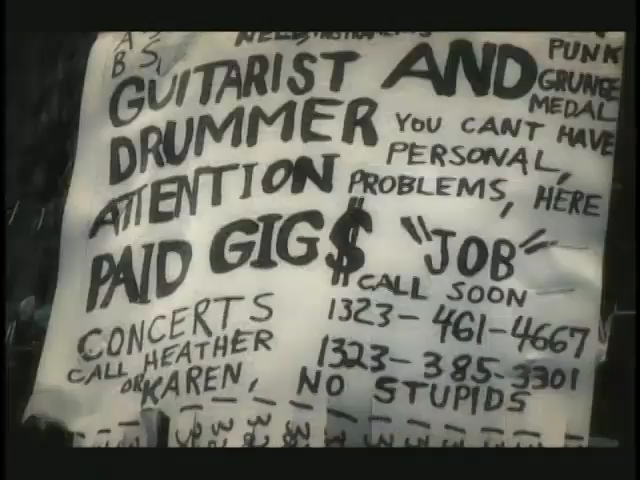 A
B S,
GUITARIST AND
PUNK
GRUNGE
MEDAL
DRUMMER
YOU CANT HAVE
PERSONAL,
ATTENTION
PROBLEMS, HERE
PAID GIG$
"JOB"
CALL SOON
CONCERTS
1323-461-4667
CALL HEATHER
OR KAREN,
1323-385-3301
NO STUPIDS